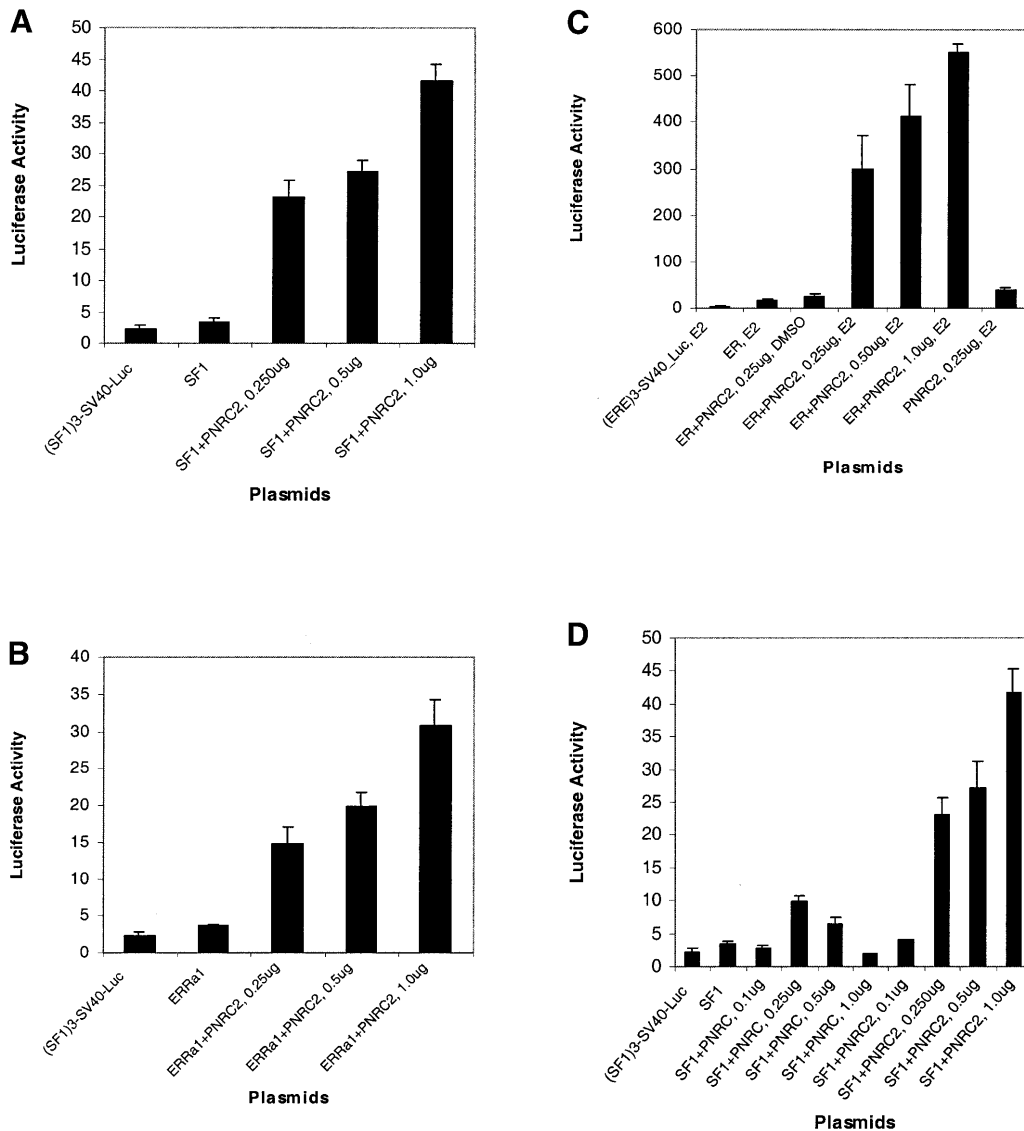 A
50
45
40
35
30
25
20
15
10
5
0
Luciferase Activity
(SF1)3-SV40-Luc
SF1
SF1+PNRC2, 0.250ug
SF1+PNRC2, 0.5ug
SF1+PNRC2, 1.0ug
Plasmids
C
600
500
400
300
200
100
0
Luciferase Activity
(ERE)3-SV40_Luc, E2
ER, E2
ER+PNRC2, 0.25ug, DMSO
ER+PNRC2, 0.25ug, E2
ER+PNRC2, 0.50ug, E2
ER+PNRC2, 1.0ug, E2
PNRC2, 0.25ug, E2
Plasmids
B
40
35
30
25
20
15
10
5
0
Luciferase Activity
(SF1)3-SV40-Luc
ERRa1
ERRa1+PNRC2, 0.25ug
ERRa1+PNRC2, 0.5ug
ERRa1+PNRC2, 1.0ug
Plasmids
D
50
45
40
35
30
25
20
15
10
5
0
Luciferase Activity
(SF1)3-SV40-Luc
SF1
SF1+PNRC, 0.1ug
SF1+PNRC, 0.25ug
SF1+PNRC, 0.5ug
SF1+PNRC, 1.0ug
SF1+PNRC2, 0.1ug
SF1+PNRC2, 0.250ug
SF1+PNRC2, 0.5ug
SF1+PNRC2, 1.0ug
Plasmids